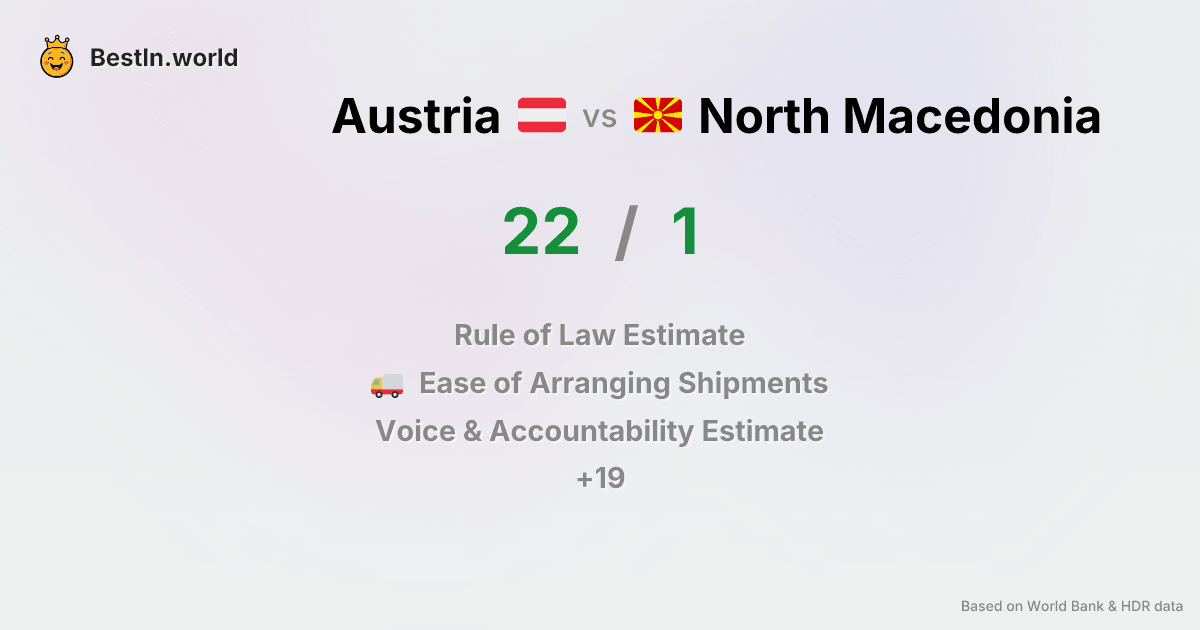 BestIn.world
Austria vs North Macedonia
22 / 1
Rule of Law Estimate
Ease of Arranging Shipments
Voice & Accountability Estimate
+19
Based on World Bank & HDR data